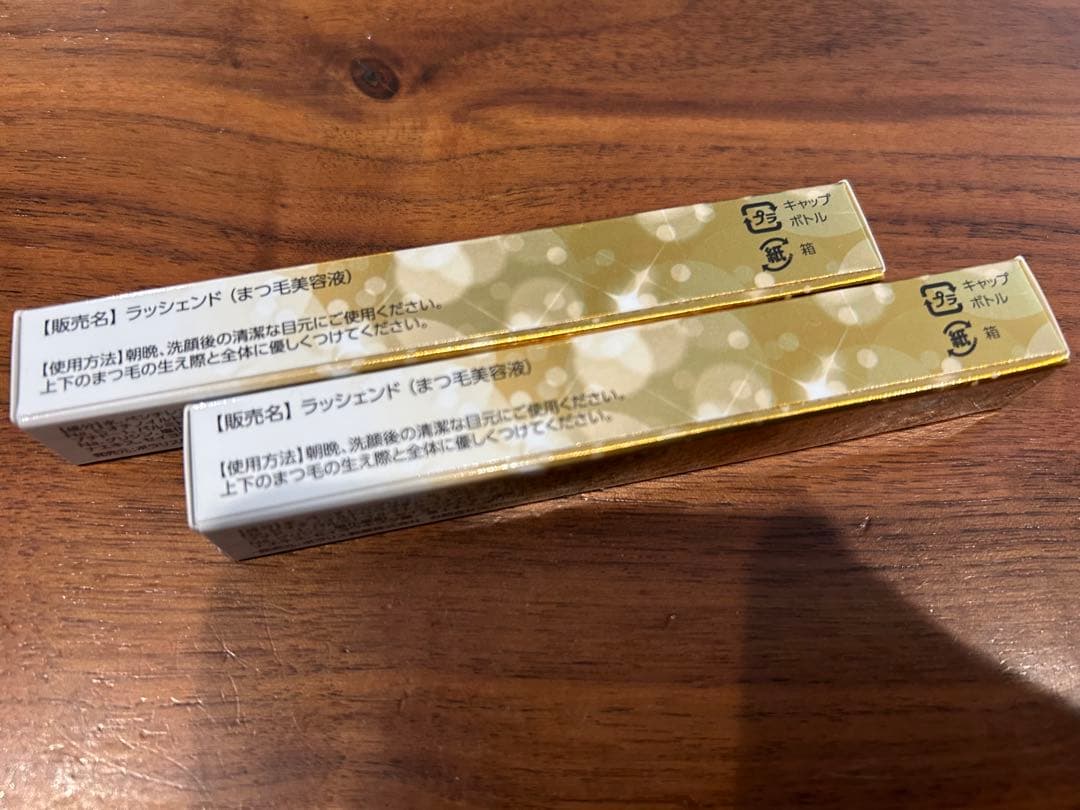 【販売名】ラッシェンド(まつ毛美容液)
【使用方法】朝晩、洗顔後の清潔な目元にご使用ください。
上下のまつ毛の生え際と全体に優しくつけてください。
プラ キャップ
ボトル
紙 箱
【販売名】ラッシェンド(まつ毛美容液)
【使用方法】朝晩、洗顔後の清潔な目元にご使用ください。
上下のまつ毛の生え際と全体に優しくつけてください。
プラ キャップ
ボトル
紙 箱